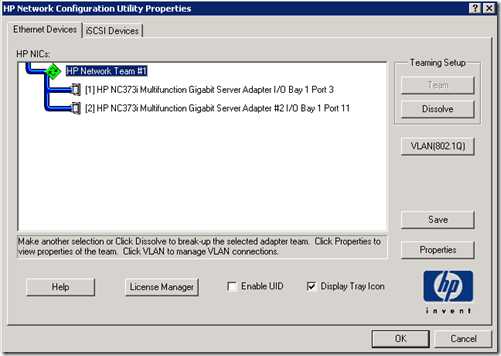 HP Network Configuration Utility Properties
Ethernet Devices
iSCSI Devices
HP NICs:
HP Network Team #1
[1] HP NC373i Multifunction Gigabit Server Adapter I/O Bay 1 Port 3
[2] HP NC373i Multifunction Gigabit Server Adapter #2 I/O Bay 1 Port 11
Teaming Setup
Team
Dissolve
VLAN(802.1Q)
Save
Make another selection or Click Dissolve to break-up the selected adapter team. Click Properties to
view properties of the team. Click VLAN to manage VLAN connections.
Properties
Help
License Manager
Enable UID
Display Tray Icon
hp
invent
OK
Cancel